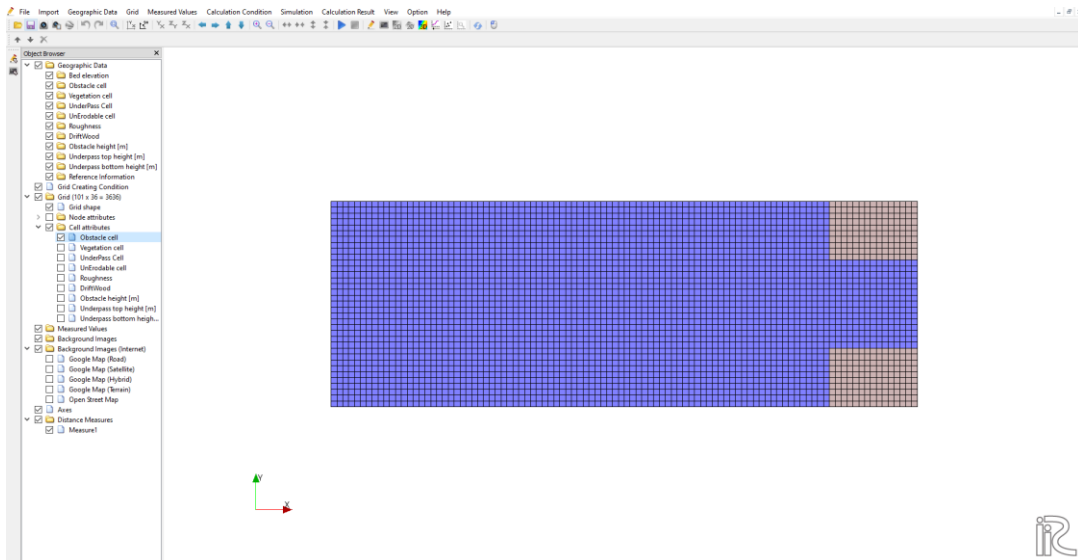 File Import Geographic Data Grid Measured Values Calculation Condition Simulation Calculation Result View Option Help
Object Browser
Geographic Data
Bed elevation
Obstacle cell
Vegetation cell
UnderPass Cell
UnErodable cell
Roughness
DriftWood
Obstacle height [m]
Underpass top height [m]
Underpass bottom height [m]
Reference Information
Grid Creating Condition
Grid (101 x 36 = 3636)
Grid shape
Node attributes
Cell attributes
Obstacle cell
Vegetation cell
UnderPass Cell
UnErodable cell
Roughness
DriftWood
Obstacle height [m]
Underpass top height [m]
Underpass bottom heigh...
Measured Values
Background Images
Background Images (Internet)
Google Map (Road)
Google Map (Satellite)
Google Map (Hybrid)
Google Map (Terrain)
Open Street Map
Axes
Distance Measures
Measure1
Y
X
iRIC